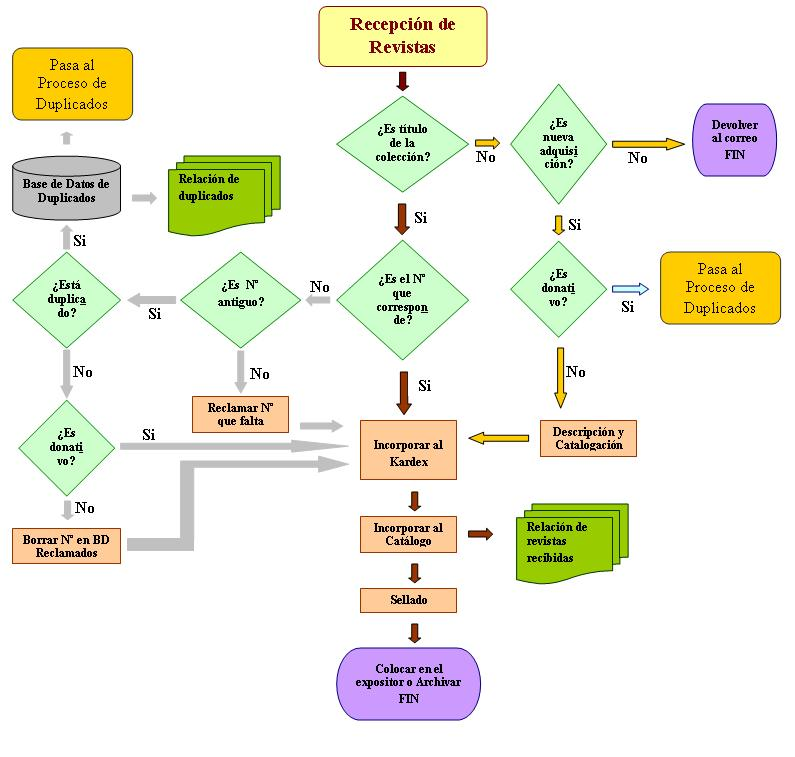 Recepción de
Revistas
Pasa al
Proceso de
Duplicados
¿Es título
de la
colección?
No
¿Es
nueva
adquisi
ción?
No
Devolver
al correo
FIN
Base de Datos de
Duplicados
Relación de
duplicados
Si
Si
Si
¿Está
duplica
do?
Si
¿Es Nº
antiguo?
No
¿Es el Nº
que
correspon
de?
¿Es
donati
vo?
Si
Pasa al
Proceso de
Duplicados
No
No
Si
No
Reclamar Nº
que falta
¿Es
donati
vo?
Si
Incorporar al
Kardex
Descripción y
Catalogación
No
Borrar Nº en BD
Reclamados
Incorporar al
Catálogo
Relación de
revistas
recibidas
Sellado
Colocar en el
expositor o Archivar
FIN